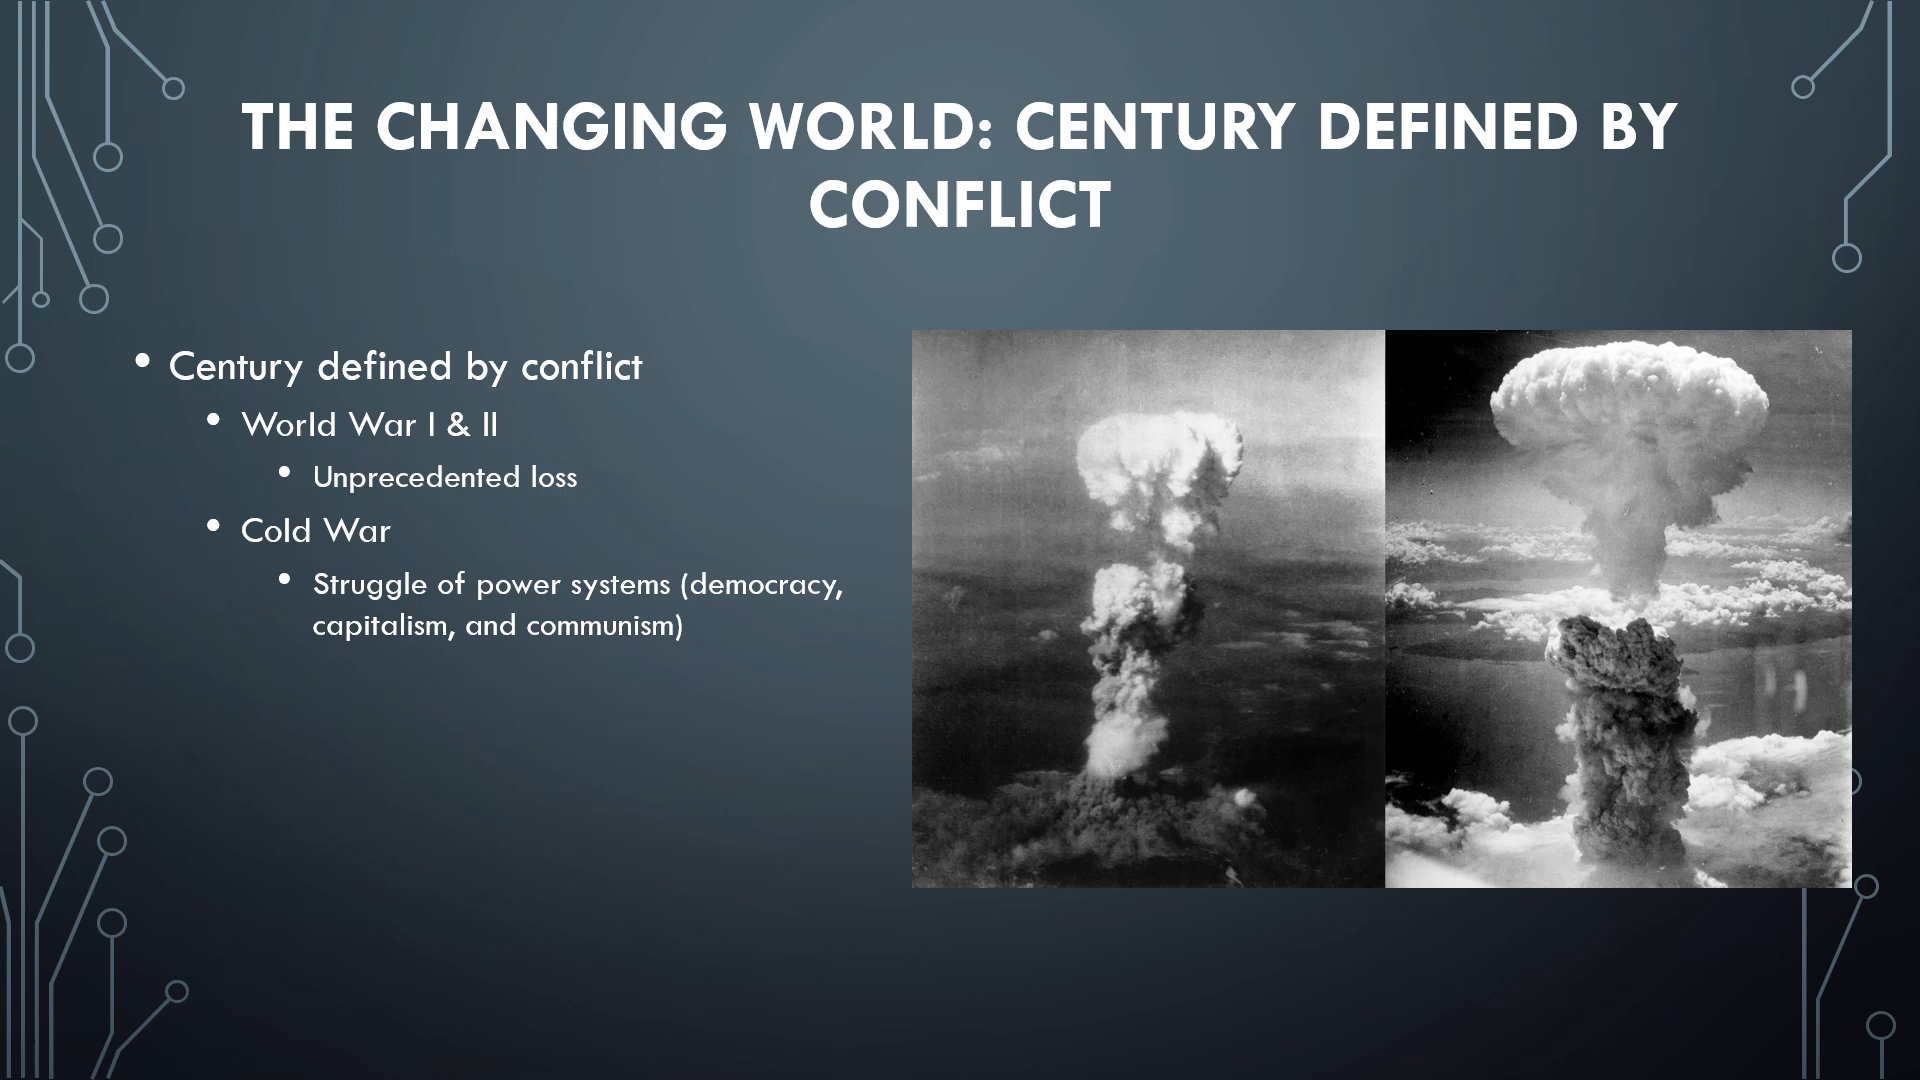 THE CHANGING WORLD: CENTURY DEFINED BY
CONFLICT
• Century defined by conflict
• World War I & II
• Unprecedented loss
• Cold War
• Struggle of power systems (democracy,
capitalism, and communism)